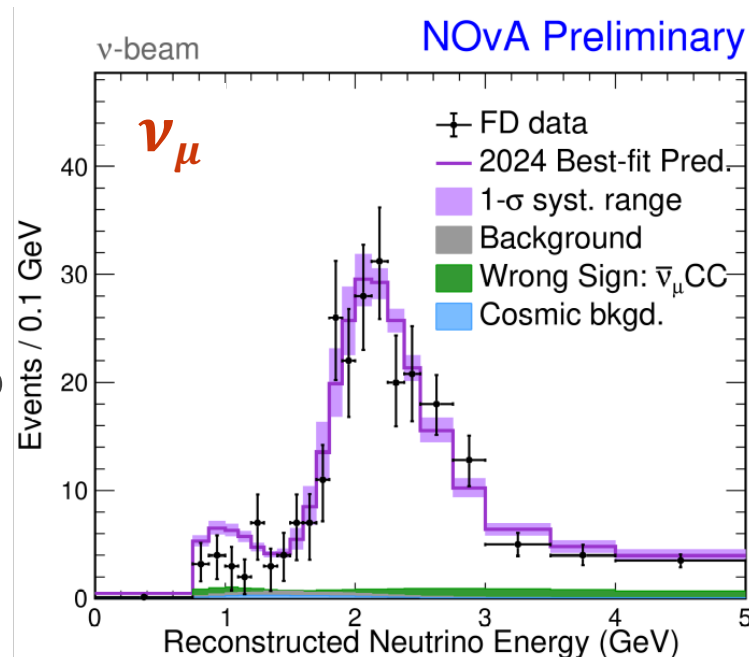 ν-beam
NOvA Preliminary
ν_μ
FD data
2024 Best-fit Pred.
1-σ syst. range
Background
Wrong Sign: ν̅_μCC
Cosmic bkgd.
Events / 0.1 GeV
40
30
20
10
0
0 1 2 3 4 5
Reconstructed Neutrino Energy (GeV)
)